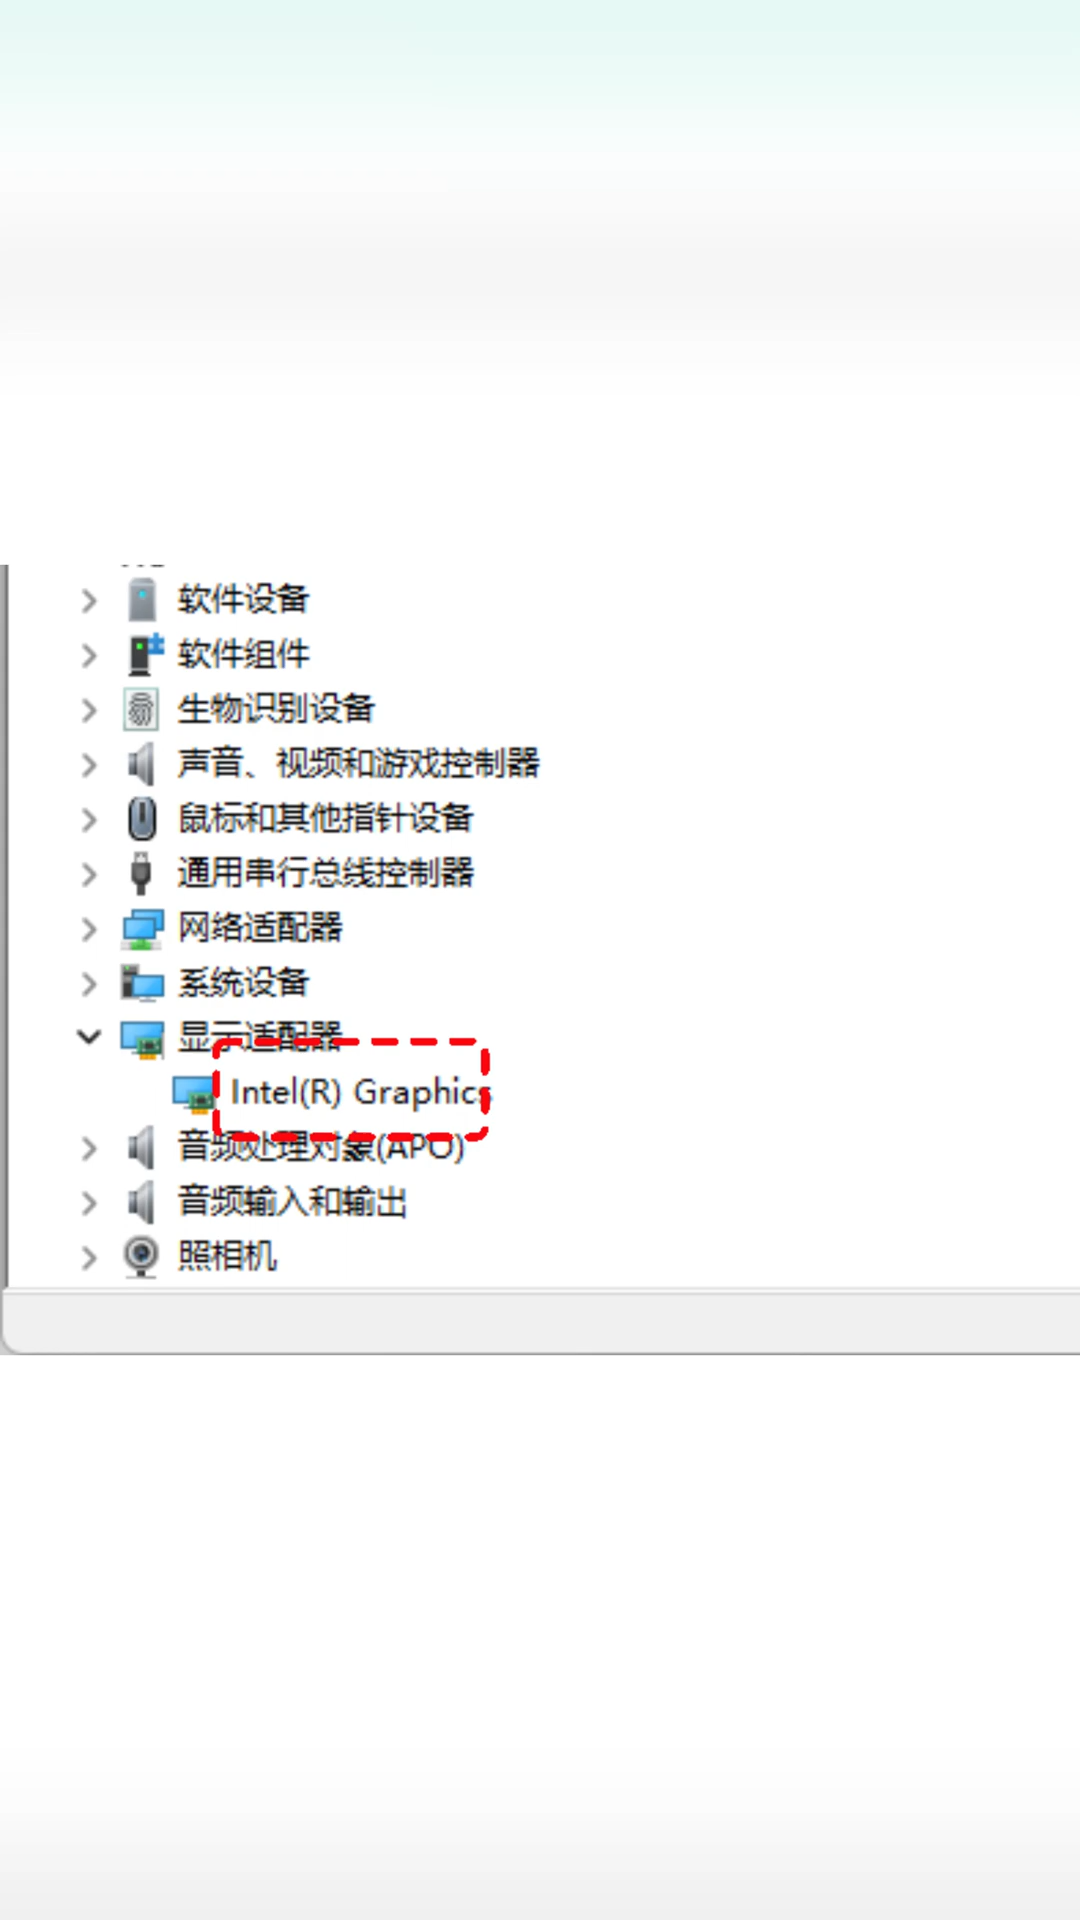 软件设备
软件组件
生物识别设备
声音、视频和游戏控制器
鼠标和其他指针设备
通用串行总线控制器
网络适配器
系统设备
显示适配器
Intel(R) Graphics
音频处理对象(APO)
音频输入和输出
照相机